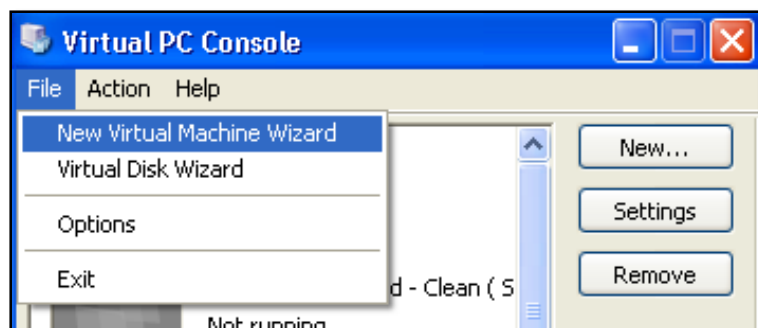 Virtual PC Console
File Action Help
New Virtual Machine Wizard
Virtual Disk Wizard
Options
Exit
d - Clean ( S
Not running
New...
Settings
Remove